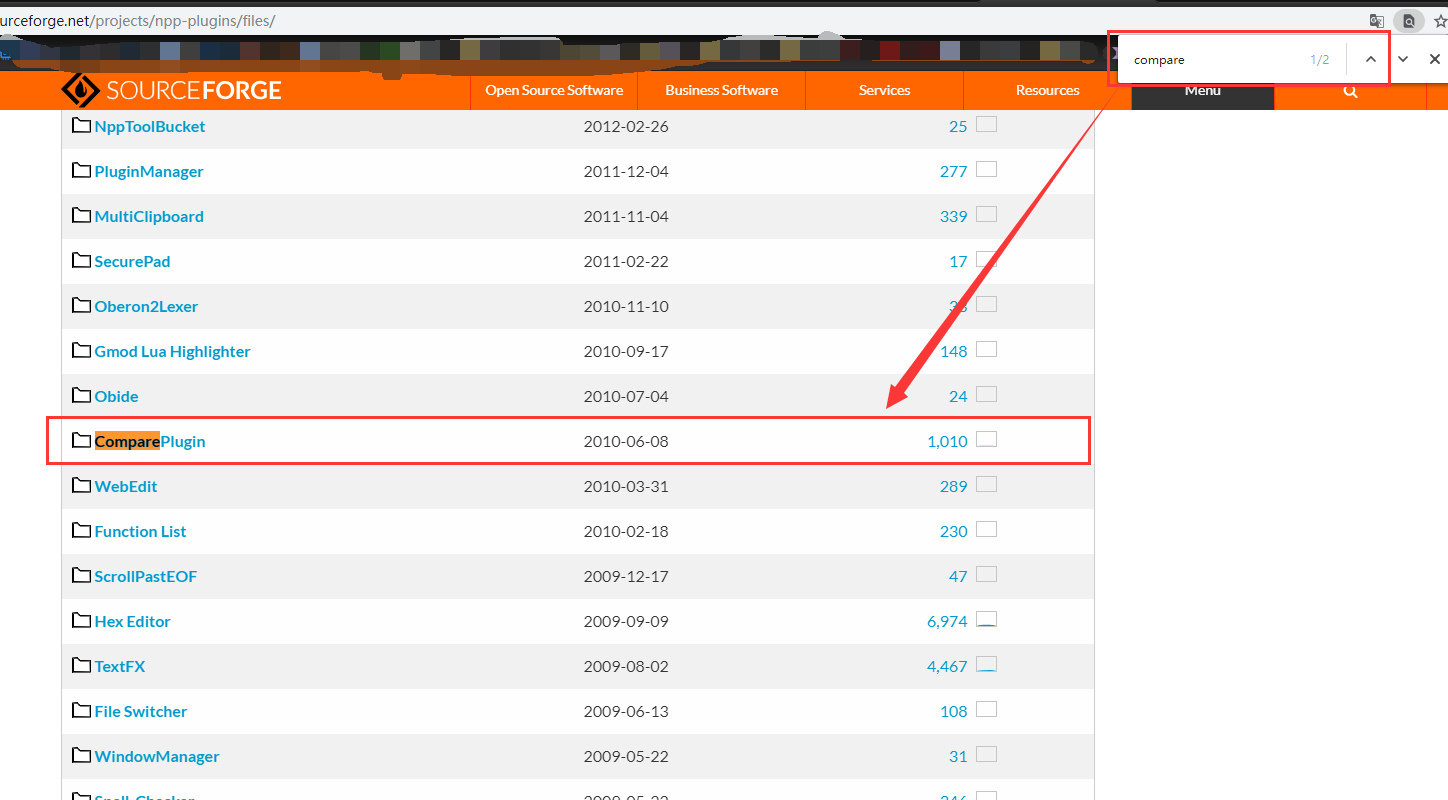 urceforge.net/projects/npp-plugins/files/
compare 1/2
SOURCEFORGE Open Source Software Business Software Services Resources Menu
NppToolBucket 2012-02-26 25
PluginManager 2011-12-04 277
MultiClipboard 2011-11-04 339
SecurePad 2011-02-22 17
Oberon2Lexer 2010-11-10
Gmod Lua Highlighter 2010-09-17 148
Obide 2010-07-04 24
ComparePlugin 2010-06-08 1,010
WebEdit 2010-03-31 289
Function List 2010-02-18 230
ScrollPastEOF 2009-12-17 47
Hex Editor 2009-09-09 6,974
TextFX 2009-08-02 4,467
File Switcher 2009-06-13 108
WindowManager 2009-05-22 31